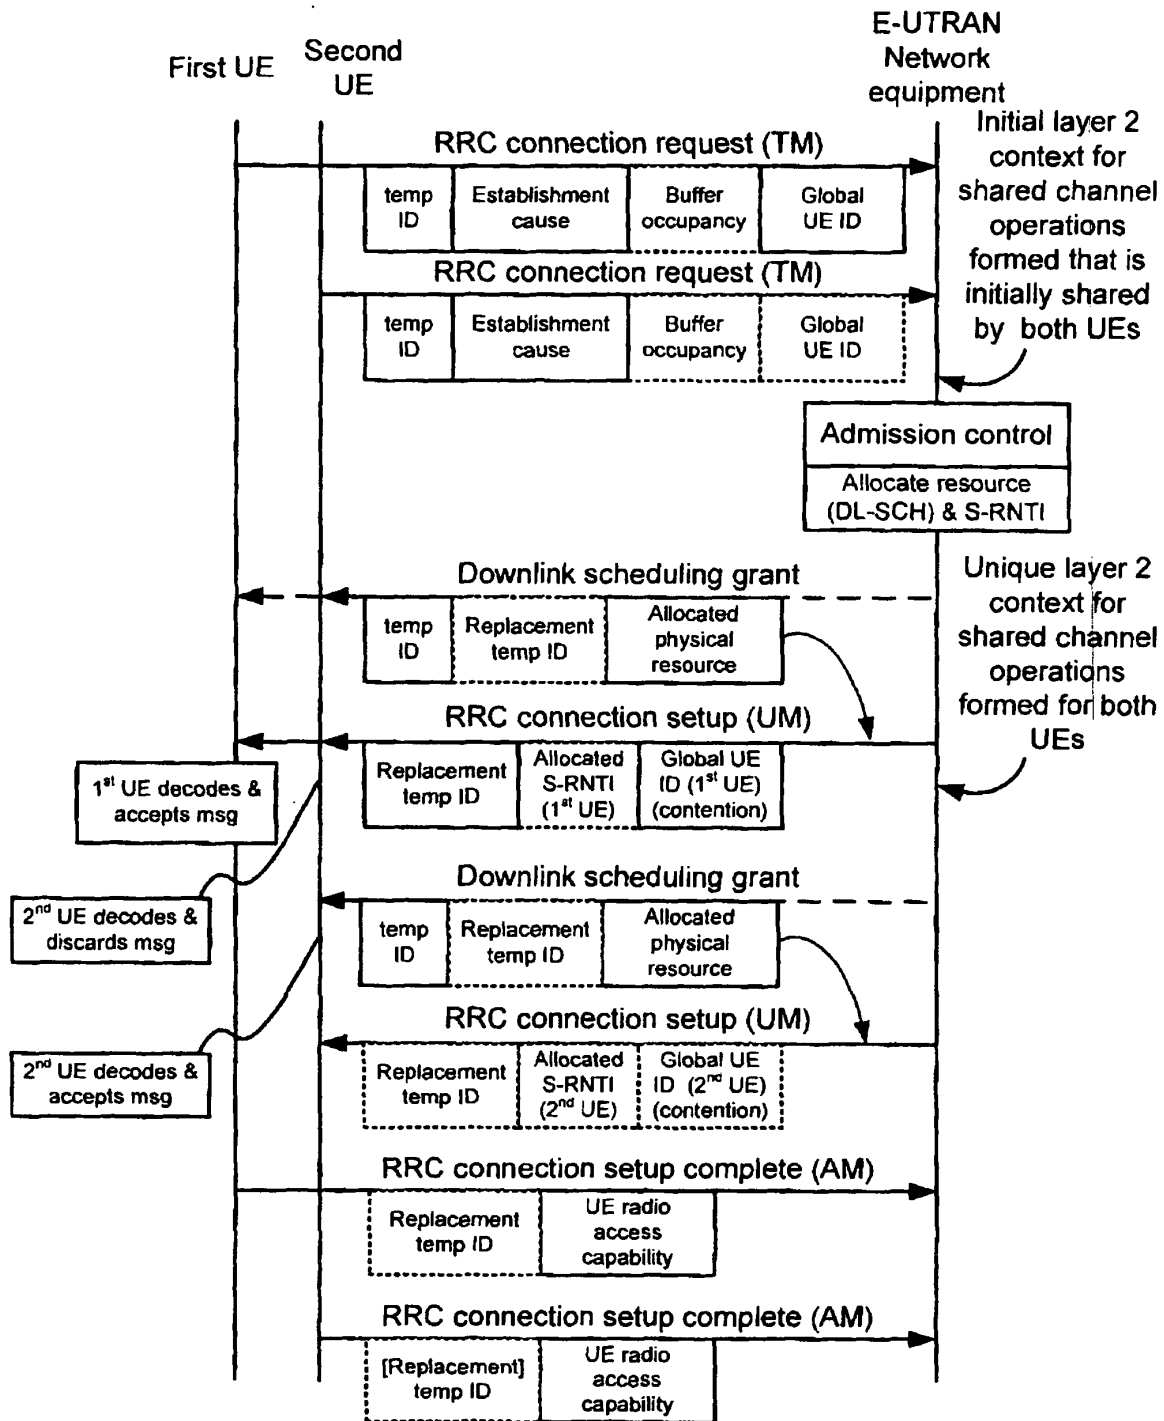 First UE
Second
UE
E-UTRAN
Network
equipment
RRC connection request (TM)
temp
ID
Establishment
cause
Buffer
occupancy
Global
UE ID
Initial layer 2
context for
shared channel
operations
formed that is
initially shared
by both UEs
RRC connection request (TM)
temp
ID
Establishment
cause
Buffer
occupancy
Global
UE ID
Admission control
Allocate resource
(DL-SCH) & S-RNTI
Downlink scheduling grant
temp
ID
Replacement
temp ID
Allocated
physical
resource
Unique layer 2
context for
shared channel
operations
formed for both
UEs
RRC connection setup (UM)
Replacement
temp ID
Allocated
S-RNTI
(1st UE)
Global UE
ID (1st UE)
(contention)
1st UE decodes &
accepts msg
Downlink scheduling grant
2nd UE decodes &
discards msg
temp
ID
Replacement
temp ID
Allocated
physical
resource
RRC connection setup (UM)
2nd UE decodes &
accepts msg
Replacement
temp ID
Allocated
S-RNTI
(2nd UE)
Global UE
ID (2nd UE)
(contention)
RRC connection setup complete (AM)
Replacement
temp ID
UE radio
access
capability
RRC connection setup complete (AM)
[Replacement]
temp ID
UE radio
access
capability